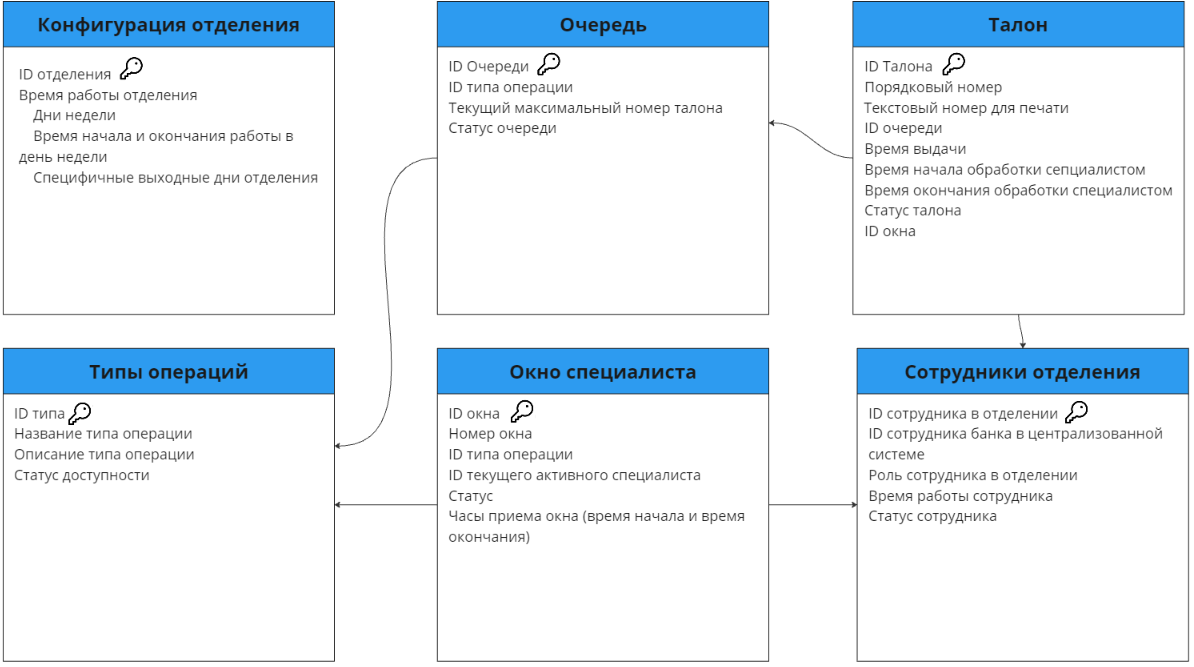 Конфигурация отделения
ID отделения
Время работы отделения
Дни недели
Время начала и окончания работы в
день недели
Специфичные выходные дни отделения
Очередь
ID Очереди
ID типа операции
Текущий максимальный номер талона
Статус очереди
Талон
ID Талона
Порядковый номер
Текстовый номер для печати
ID очереди
Время выдачи
Время начала обработки сепциалистом
Время окончания обработки специалистом
Статус талона
ID окна
Типы операций
ID типа
Название типа операции
Описание типа операции
Статус доступности
Окно специалиста
ID окна
Номер окна
ID типа операции
ID текущего активного специалиста
Статус
Часы приема окна (время начала и время
окончания)
Сотрудники отделения
ID сотрудника в отделении
ID сотрудника банка в централизованной
системе
Роль сотрудника в отделении
Время работы сотрудника
Статус сотрудника